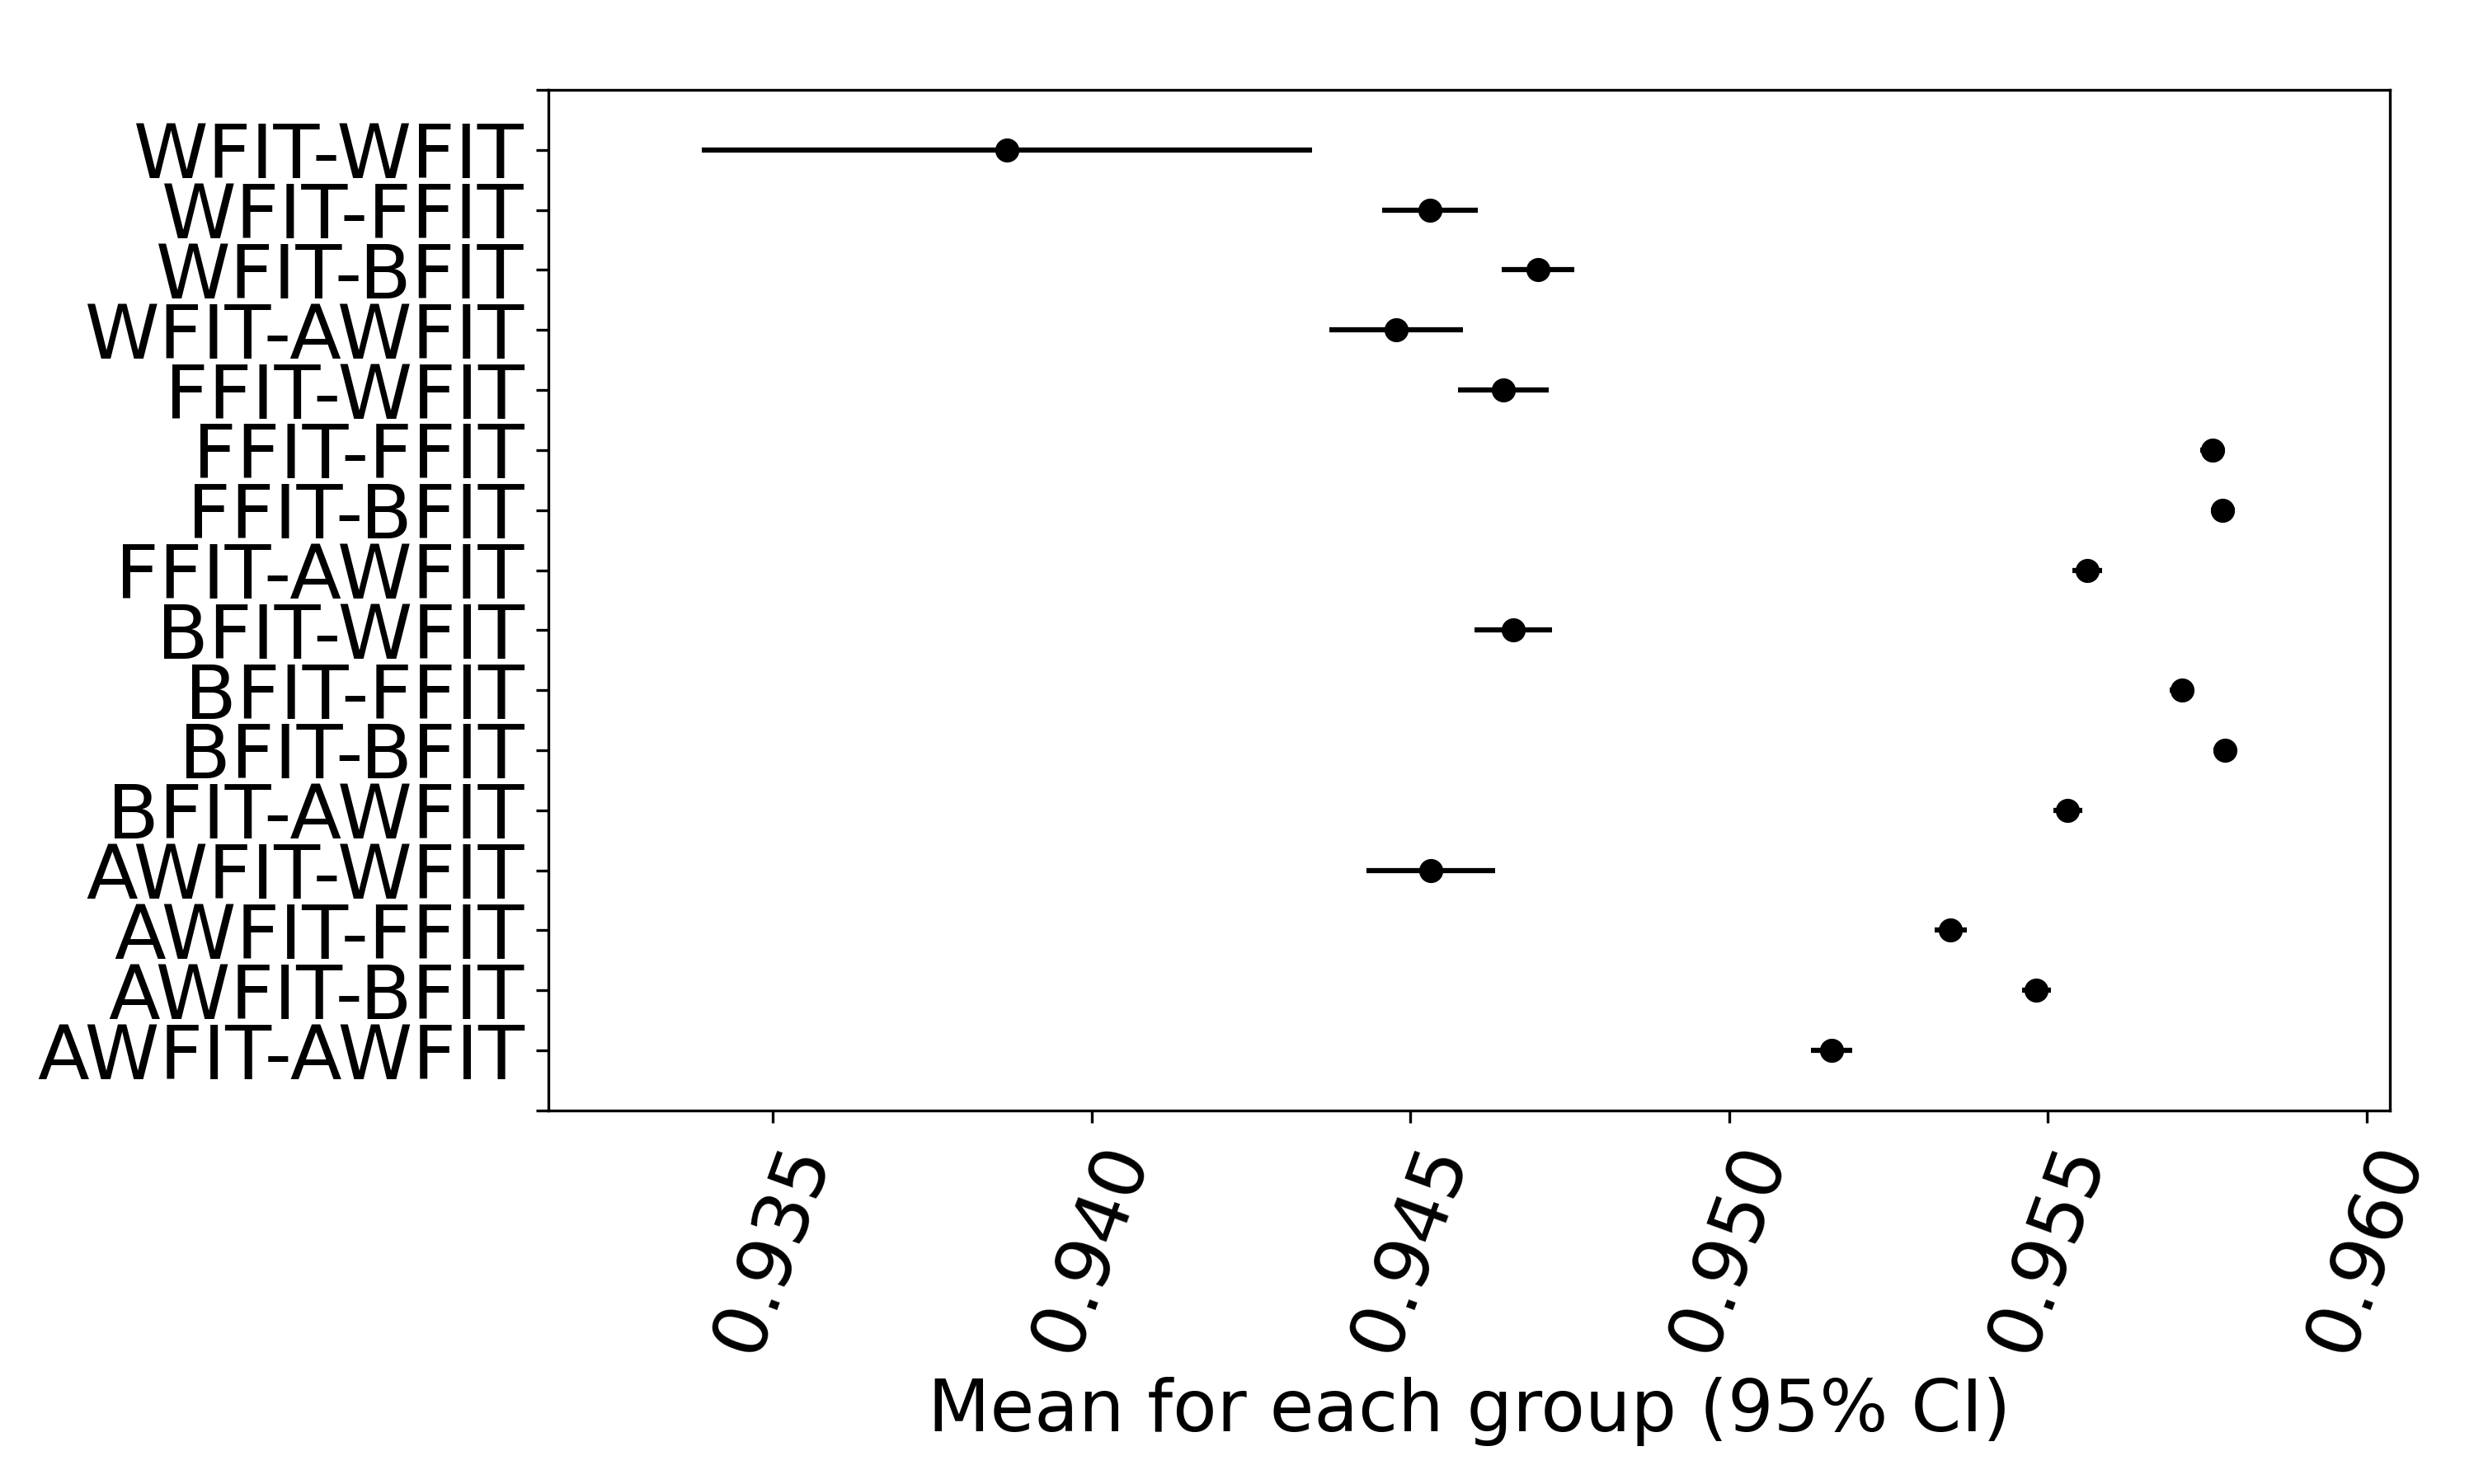 WFIT-WFIT
WFIT-FFIT
WFIT-BFIT
WFIT-AWFIT
FFIT-WFIT
FFIT-FFIT
FFIT-BFIT
FFIT-AWFIT
BFIT-WFIT
BFIT-FFIT
BFIT-BFIT
BFIT-AWFIT
AWFIT-WFIT
AWFIT-FFIT
AWFIT-BFIT
AWFIT-AWFIT
0.935 0.940 0.945 0.950 0.955 0.960
Mean for each group (95% CI)